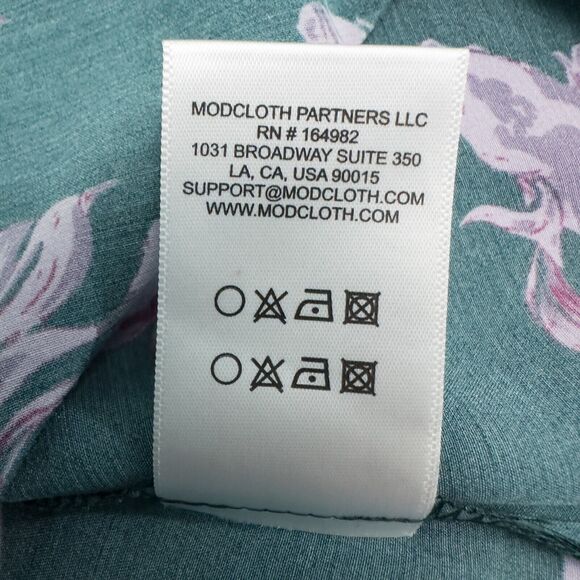 MODCLOTH PARTNERS LLC
RN # 164982
1031 BROADWAY SUITE 350
LA, CA, USA 90015
SUPPORT@MODCLOTH.COM
WWW.MODCLOTH.COM